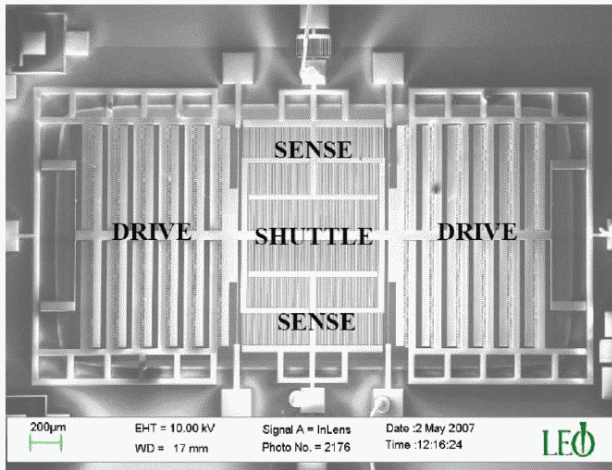 SENSE
DRIVE SHUTTLE DRIVE
SENSE
200µm EHT = 10.00 kV Signal A = InLens Date :2 May 2007
WD = 17 mm Photo No. = 2176 Time :12:16:24
LEO